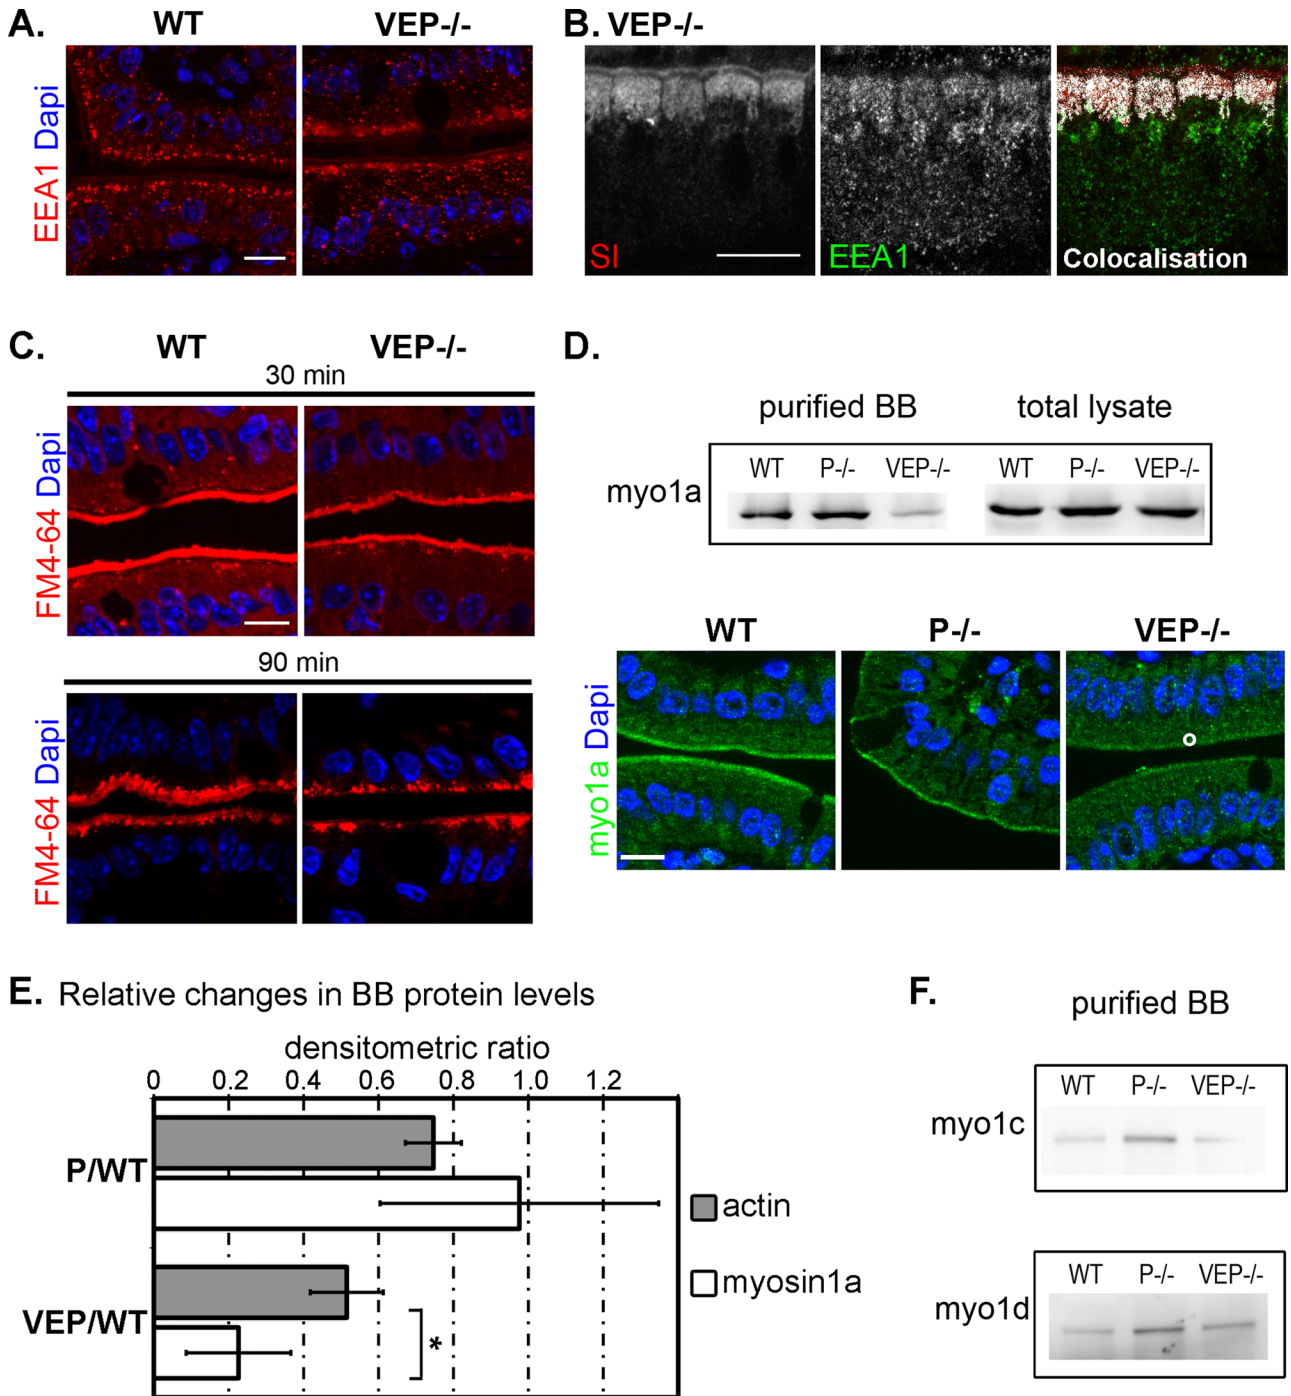 A.
WT
VEP-/-
EEA1 Dapi
B. VEP-/-
SI
EEA1
Colocalisation
C.
WT
VEP-/-
30 min
FM4-64 Dapi
90 min
FM4-64 Dapi
D.
purified BB
total lysate
WT
P-/-
VEP-/-
WT
P-/-
VEP-/-
myo1a
WT
P-/-
VEP-/-
myo1a Dapi
E. Relative changes in BB protein levels
densitometric ratio
0 0.2 0.4 0.6 0.8 1.0 1.2
P/WT
VEP/WT
*
actin
myosin1a
F.
purified BB
WT
P-/-
VEP-/-
myo1c
WT
P-/-
VEP-/-
myo1d